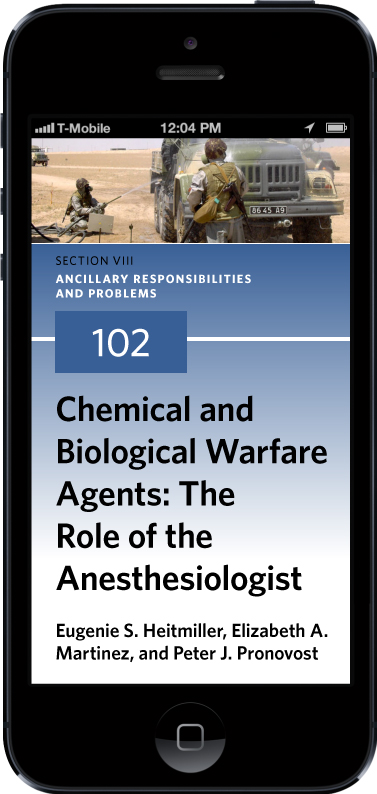 T-Mobile 12:04 PM
86 45 A9
SECTION VIII
ANCILLARY RESPONSIBILITIES
AND PROBLEMS
102
Chemical and
Biological Warfare
Agents: The
Role of the
Anesthesiologist
Eugenie S. Heitmiller, Elizabeth A.
Martinez, and Peter J. Pronovost